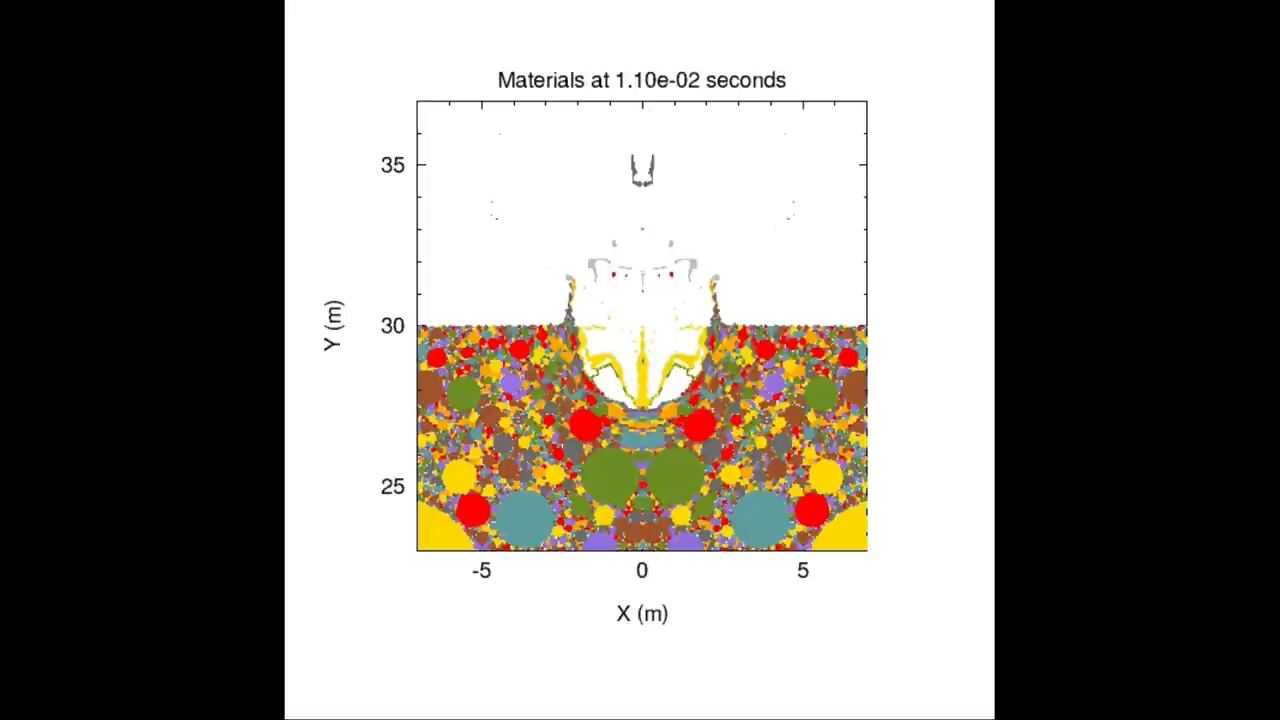 Materials at 1.10e-02 seconds
35
30
25
Y (m)
-5 0 5
X (m)